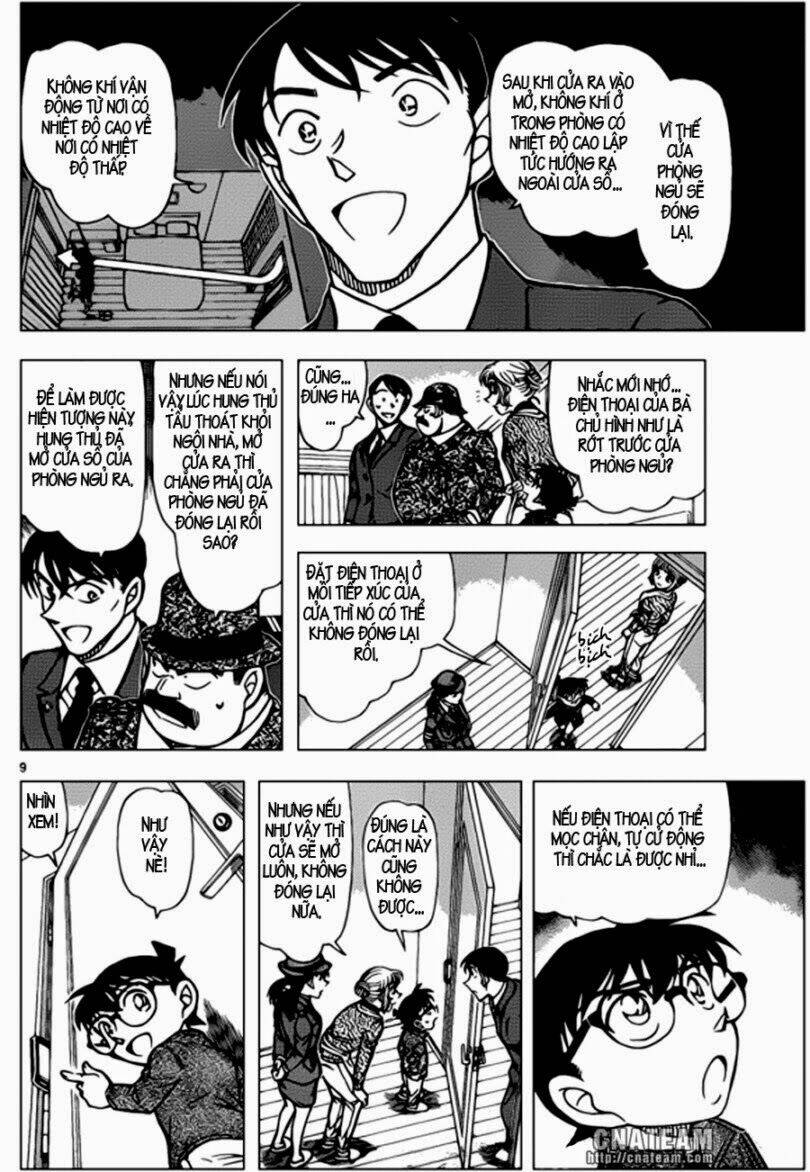 KHÔNG KHÍ VẬN
ĐỘNG TỪ NƠI CÓ
NHIỆT ĐỘ CAO VỀ
NƠI CÓ NHIỆT
ĐỘ THẤP.
SAU KHI CỬA RA VÀO
MỞ, KHÔNG KHÍ Ở
TRONG PHÒNG CÓ
NHIỆT ĐỘ CAO LẬP
TỨC HƯỚNG RA
NGOÀI CỬA SỔ...
VÌ THẾ
CỬA
PHÒNG
NGỦ SẼ
ĐÓNG
LẠI.
ĐỂ LÀM ĐƯỢC
HIỆN TƯỢNG NÀY,
HUNG THỦ ĐÃ
MỞ CỬA SỔ CỦA
PHÒNG NGỦ RA.
NHƯNG NẾU NÓI
VẬY LÚC HUNG THỦ
TẨU THOÁT KHỎI
NGÔI NHÀ, MỞ
CỬA RA THÌ
CHẲNG PHẢI CỬA
PHÒNG NGỦ ĐÃ
ĐÓNG LẠI RỒI
SAO?
CŨNG...
ĐÚNG HA
...
NHẮC MỚI NHỚ...
ĐIỆN THOẠI CỦA BÀ
CHỦ HÌNH NHƯ LÀ
RỚT TRƯỚC CỬA
PHÒNG NGỦ?
ĐẶT ĐIỆN THOẠI Ở
MỒI TIẾP XÚC CỦA
CỬA THÌ NÓ CÓ THỂ
KHÔNG ĐÓNG LẠI
RỒI.
bịch
bịch
9
NHÌN
XEM!
NHƯ
VẬY
NÈ!
NHƯNG NẾU
NHƯ VẬY THÌ
CỬA SẼ MỞ
LUÔN, KHÔNG
ĐÓNG LẠI
NỮA.
ĐÚNG LÀ
CÁCH NÀY
CŨNG
KHÔNG
ĐƯỢC...
NẾU ĐIỆN THOẠI CÓ THỂ
MỌC CHÂN, TỰ CỬ ĐỘNG
THÌ CHẮC LÀ ĐƯỢC NHỈ...
CNATEAM
http://cnateam.com